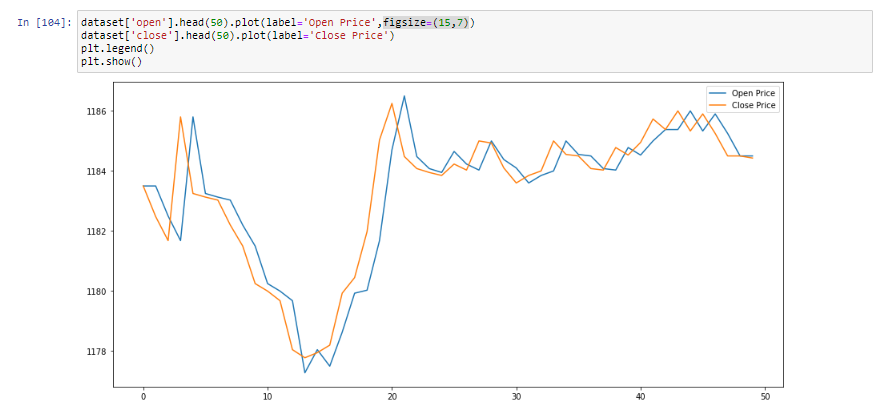 In [104]: dataset['open'].head(50).plot(label='Open Price',figsize=(15,7))
dataset['close'].head(50).plot(label='Close Price')
plt.legend()
plt.show()
Open Price
Close Price
1186
1184
1182
1180
1178
0 10 20 30 40 50